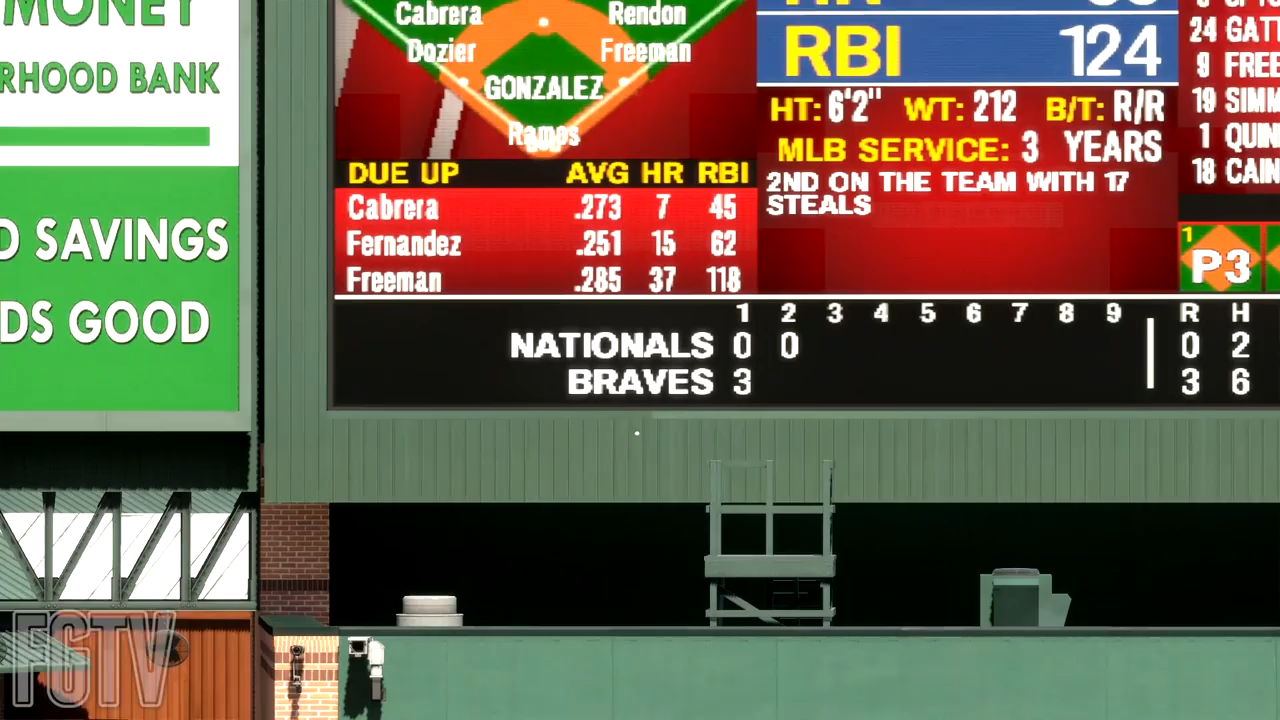 MONEY
RHOOD BANK
D SAVINGS
DS GOOD
Cabrera Rendon
Dozier Freeman
GONZALEZ
Ramos
DUE UP AVG HR RBI
Cabrera .273 7 45
Fernandez .251 15 62
Freeman .285 37 118
RBI 124
HT: 6'2" WT: 212 B/T: R/R
MLB SERVICE: 3 YEARS
2ND ON THE TEAM WITH 17
STEALS
24 GATT
9 FREE
19 SIMM
1 QUIN
18 CAIN
1
P3
1 2 3 4 5 6 7 8 9 R H
NATIONALS 0 0 0 2
BRAVES 3 3 6
FGTV